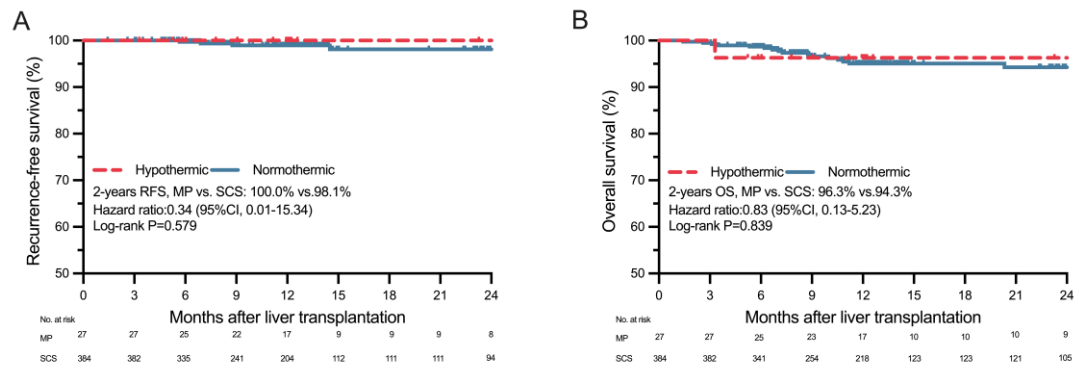 A
Recurrence-free survival (%)
100
90
80
70
60
50
Hypothermic
Normothermic
2-years RFS, MP vs. SCS: 100.0% vs.98.1%
Hazard ratio:0.34 (95%CI, 0.01-15.34)
Log-rank P=0.579
0 3 6 9 12 15 18 21 24
Months after liver transplantation
No. at risk
MP 27 27 25 22 17 9 9 9 8
SCS 384 382 335 241 204 112 111 111 94
B
Overall survival (%)
100
90
80
70
60
50
Hypothermic
Normothermic
2-years OS, MP vs. SCS: 96.3% vs.94.3%
Hazard ratio:0.83 (95%CI, 0.13-5.23)
Log-rank P=0.839
0 3 6 9 12 15 18 21 24
Months after liver transplantation
No. at risk
MP 27 27 25 23 17 10 10 10 9
SCS 384 382 341 254 218 123 123 121 105